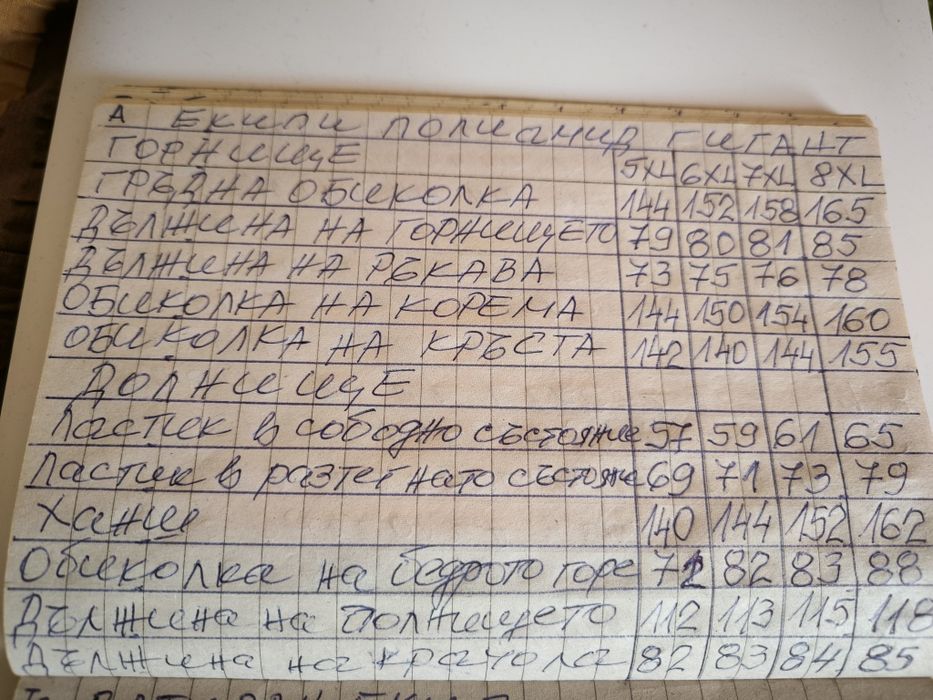 А ЕКИПИ ПОЛИАМИД ГИГАНТ
ГОРНИЩЕ 5XL 6XL 7XL 8XL
ГРЪДНА ОБИКОЛКА 144 152 158 165
ДЪЛЖИНА НА ГОРНИЩЕТО 79 80 81 85
ДЪЛЖИНА НА РЪКАВА 73 75 76 78
ОБИКОЛКА НА КОРЕМА 144 150 154 160
ОБИКОЛКА НА КРЪСТА 142 140 144 155
ДОЛНИЩЕ
Ластик в сободно състояние 57 59 61 65
Ластик в разтегнато състояне 69 71 73 79
Ханш 140 144 152 162
Обиколка на бедрото горе 72 82 83 88
Дължина на долнището 112 113 115 118
Дължина на крачола 82 83 84 85